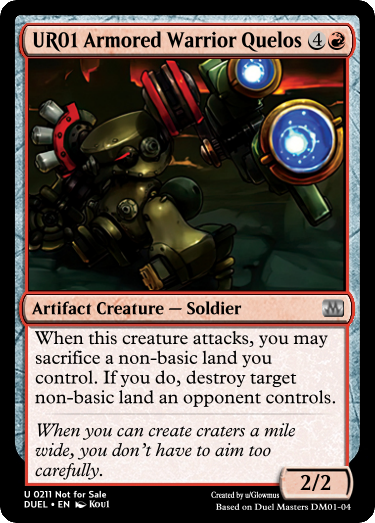 UR01 Armored Warrior Quelos 4
Artifact Creature — Soldier
When this creature attacks, you may
sacrifice a non-basic land you
control. If you do, destroy target
non-basic land an opponent controls.
When you can create craters a mile
wide, you don't have to aim too
carefully.
2/2
U 0211 Not for Sale
DUEL • EN Koul
Created by u/Glowmus
Based on Duel Masters DM01-04